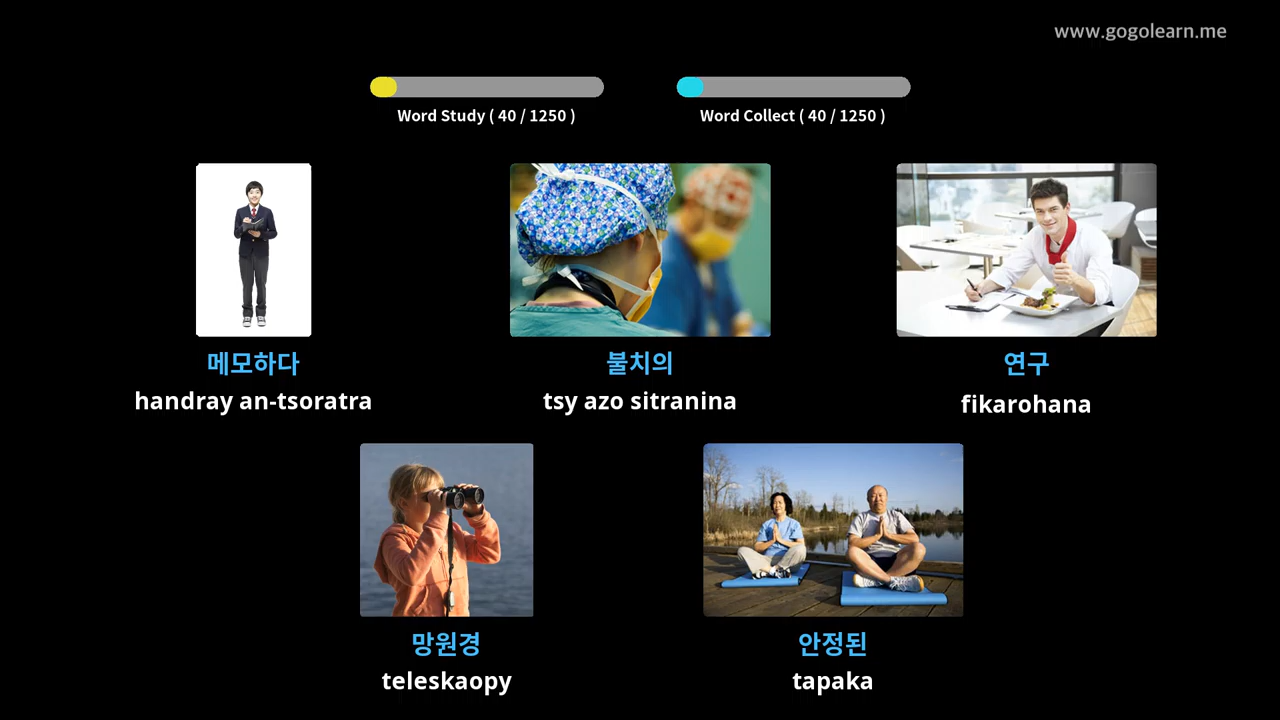 www.gogolearn.me
Word Study ( 40 / 1250 )
Word Collect ( 40 / 1250 )
메모하다
handray an-tsoratra
불치의
tsy azo sitranina
연구
fikarohana
망원경
teleskaopy
안정된
tapaka